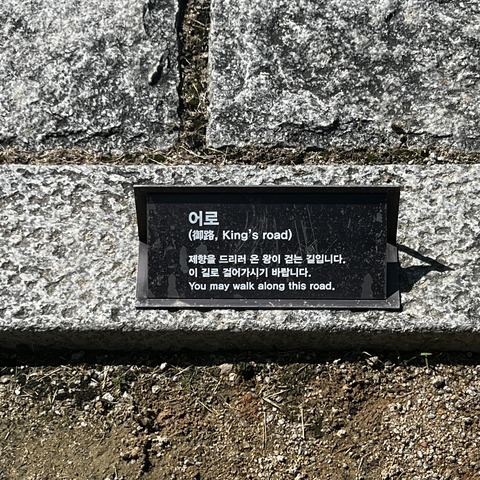 어로
(御路, King's road)
제향을 드리러 온 왕이 걷는 길입니다.
이 길로 걸어가시기 바랍니다.
You may walk along this road.